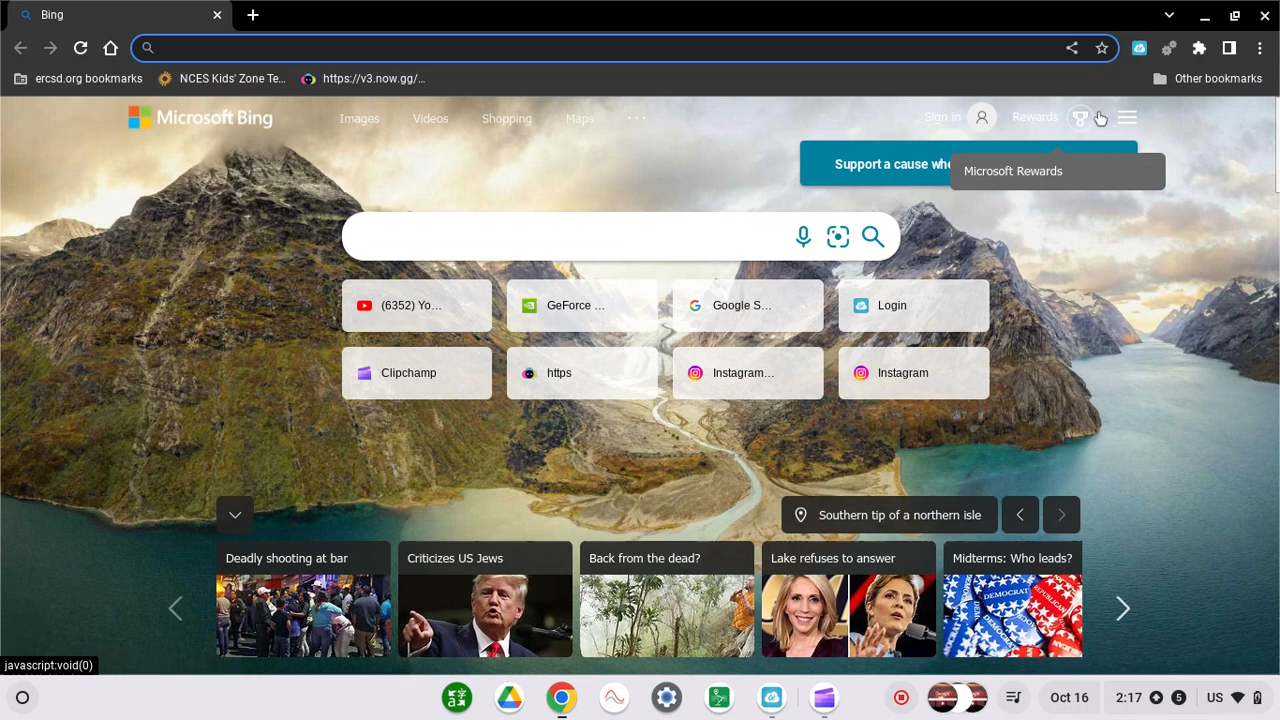 Bing
ercsd.org bookmarks
NCES Kids' Zone Te...
https://v3.now.gg/...
Other bookmarks
Microsoft Bing
Images
Videos
Shopping
Maps
Sign in
Rewards
Support a cause whe
Microsoft Rewards
(6352) Yo...
GeForce ...
Google S...
Login
Clipchamp
https
Instagram...
Instagram
Southern tip of a northern isle
Deadly shooting at bar
Criticizes US Jews
Back from the dead?
Lake refuses to answer
Midterms: Who leads?
DEMOCRAT
REPUBLICAN
DEMOCRAT
javascript:void(0)
Oct 16
2:17
5
US